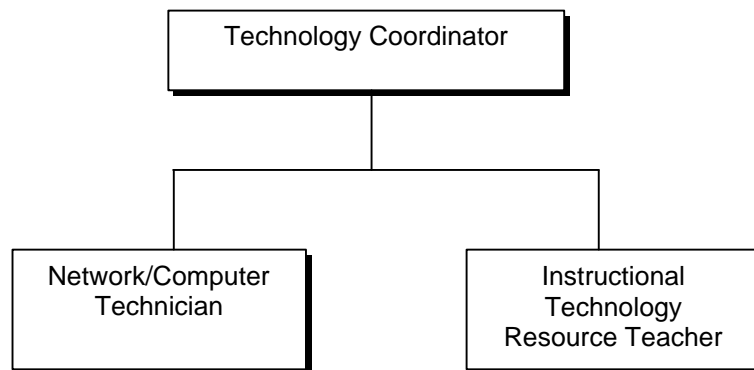 Technology Coordinator
Network/Computer
Technician
Instructional
Technology
Resource Teacher